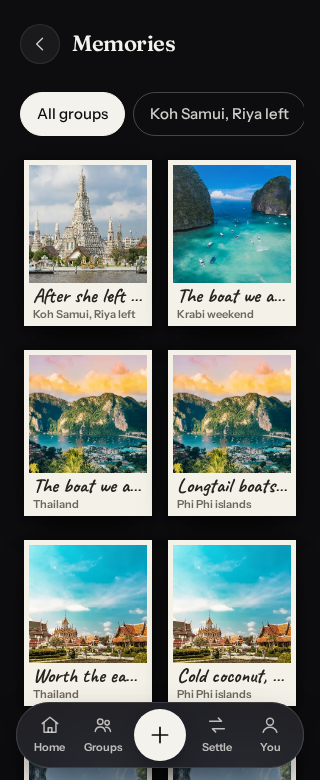 Memories
All groups
Koh Samui, Riya left
After she left ...
Koh Samui, Riya left
The boat we a...
Krabi weekend
The boat we a...
Thailand
Longtail boats...
Phi Phi islands
Worth the ea...
Thailand
Cold coconut, ...
Phi Phi islands
Home
Groups
Settle
You